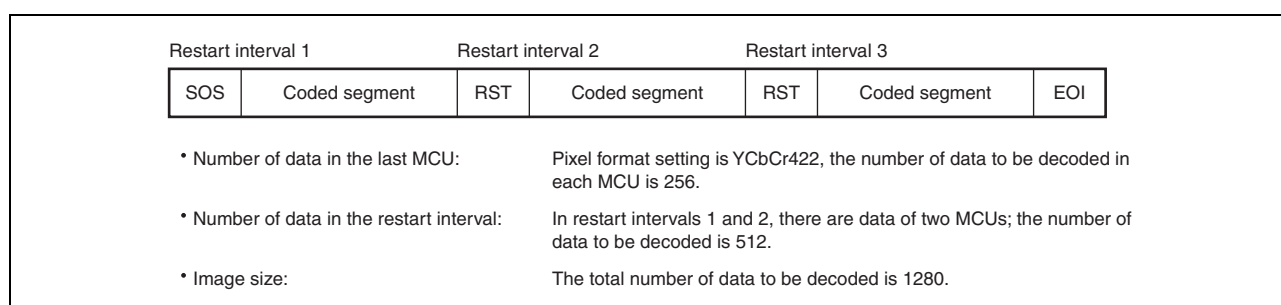 Restart interval 1 Restart interval 2 Restart interval 3
SOS Coded segment RST Coded segment RST Coded segment EOI
• Number of data in the last MCU: Pixel format setting is YCbCr422, the number of data to be decoded in
each MCU is 256.
• Number of data in the restart interval: In restart intervals 1 and 2, there are data of two MCUs; the number of
data to be decoded is 512.
• Image size: The total number of data to be decoded is 1280.